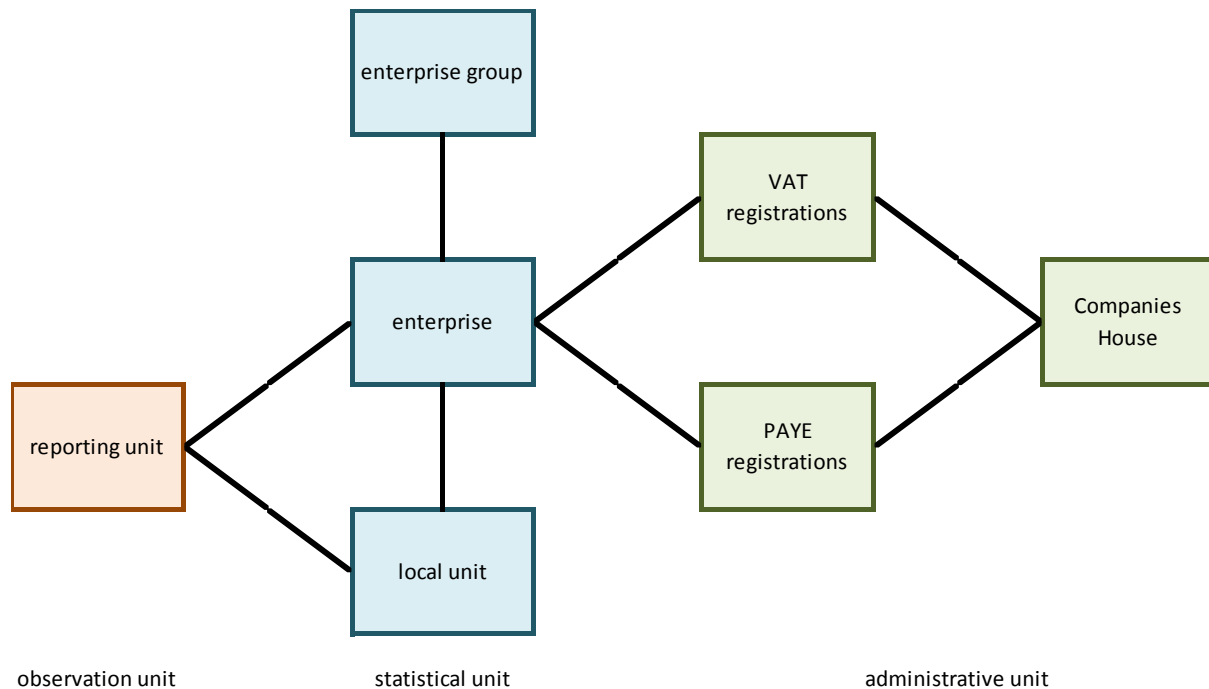 enterprise group
VAT
registrations
enterprise
Companies
House
reporting unit
PAYE
registrations
local unit
observation unit
statistical unit
administrative unit